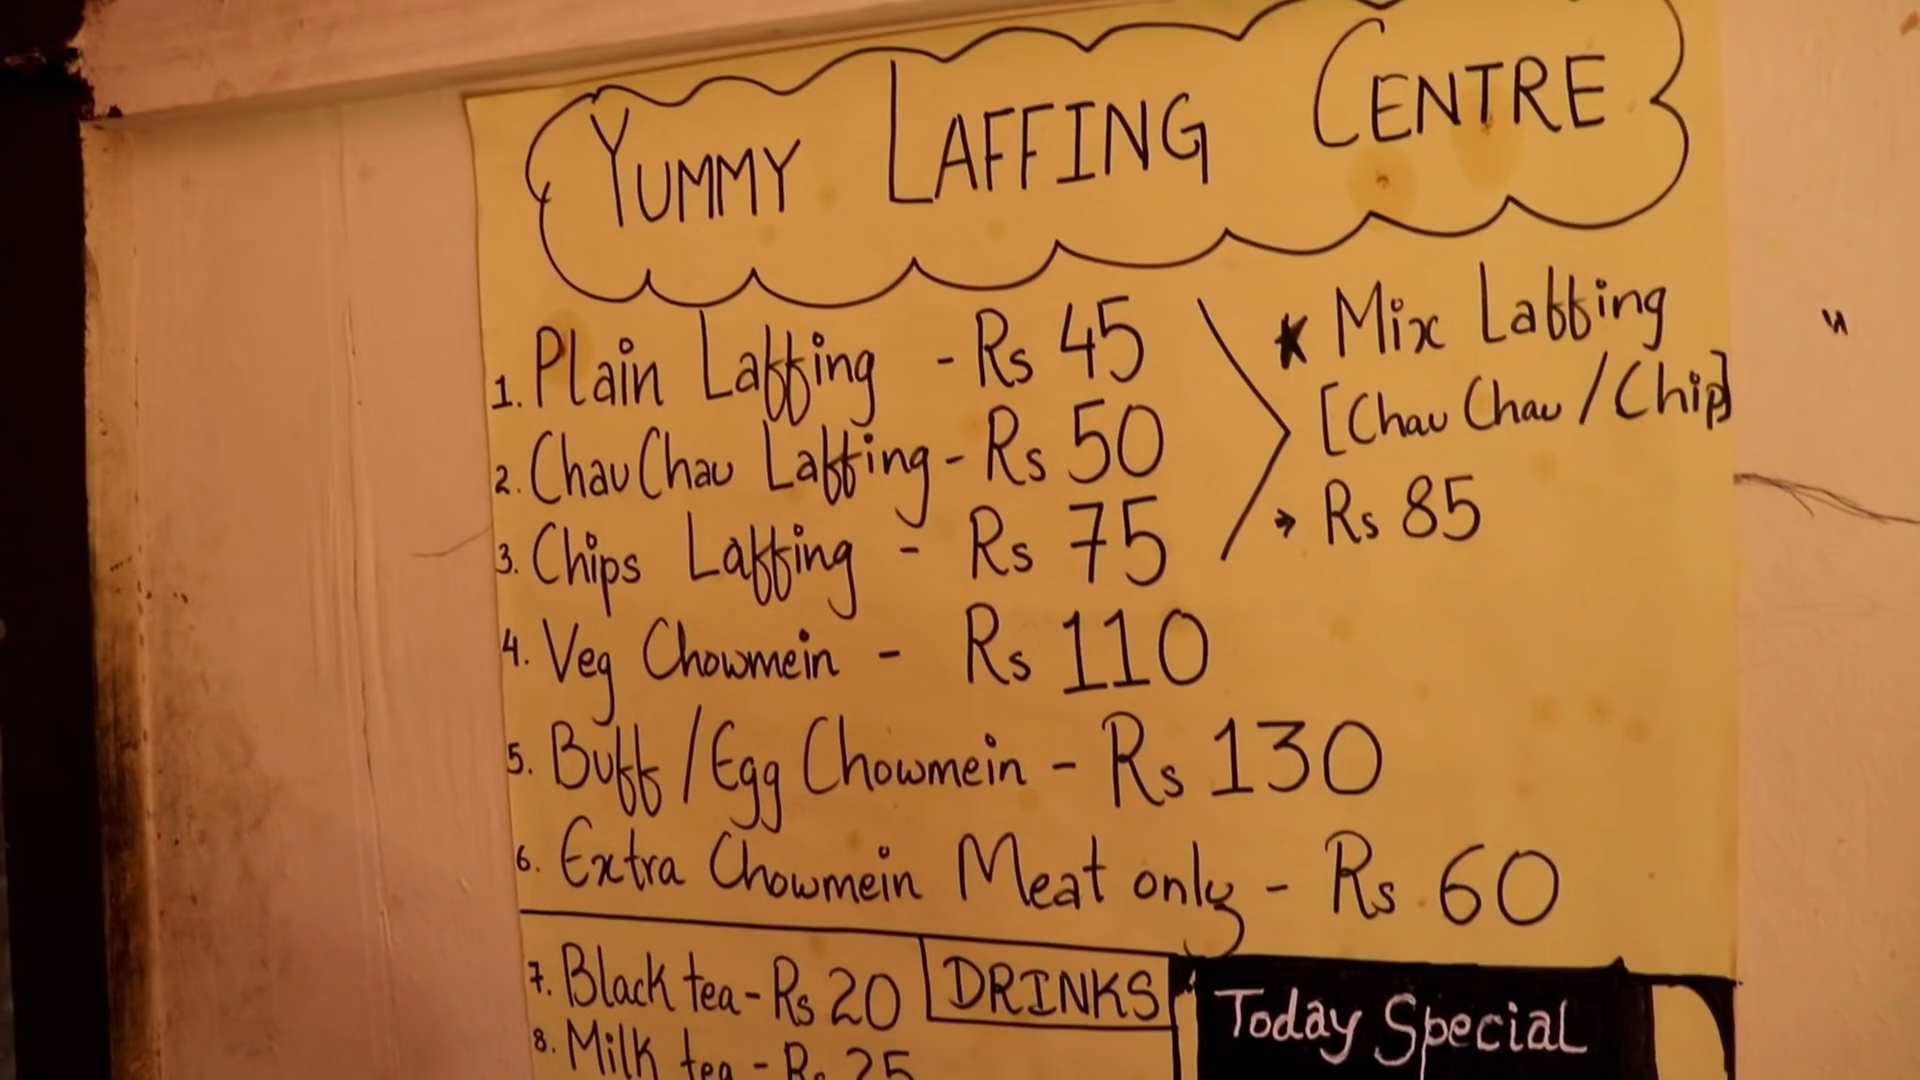 YUMMY LAFFING CENTRE
1. Plain Laffing - Rs 45
2. Chau Chau Laffing - Rs 50
3. Chips Laffing - Rs 75
* Mix Laffing
[Chau Chau / Chip]
→ Rs 85
4. Veg Chowmein - Rs 110
5. Buff / Egg Chowmein - Rs 130
6. Extra Chowmein Meat only - Rs 60
DRINKS
7. Black tea - Rs 20
8. Milk tea - Rs 25
Today Special